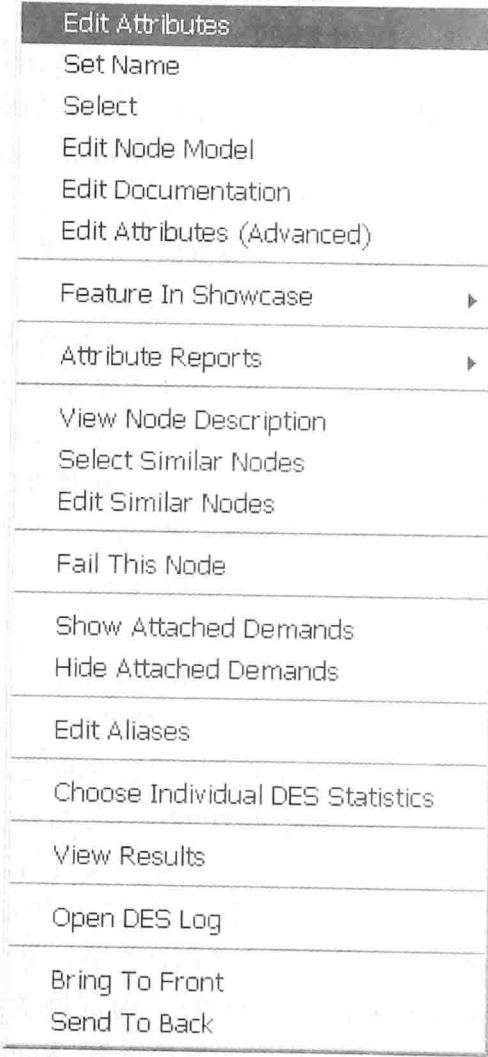 Edit Attributes
Set Name
Select
Edit Node Model
Edit Documentation
Edit Attributes (Advanced)
Feature In Showcase
Attribute Reports
View Node Description
Select Similar Nodes
Edit Similar Nodes
Fail This Node
Show Attached Demands
Hide Attached Demands
Edit Aliases
Choose Individual DES Statistics
View Results
Open DES Log
Bring To Front
Send To Back